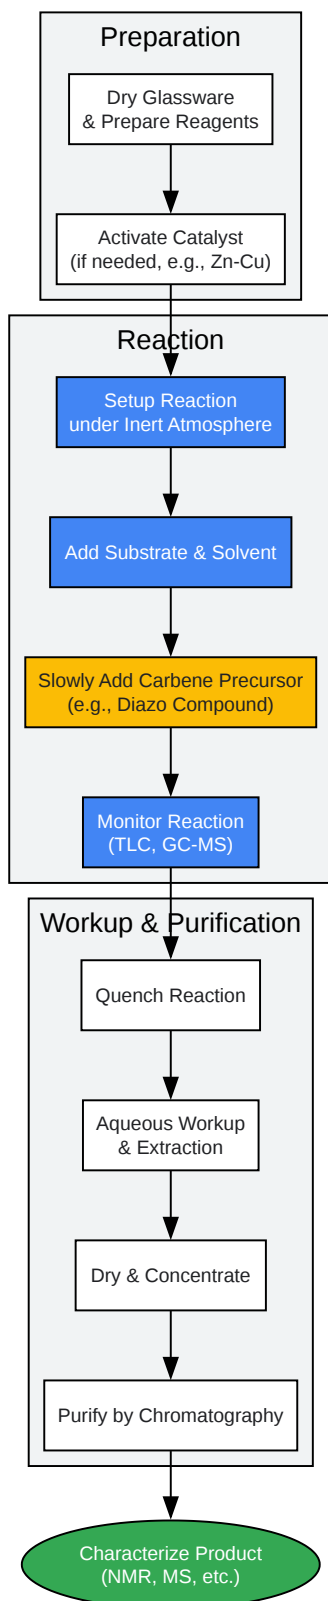 Preparation
Dry Glassware
& Prepare Reagents
Activate Catalyst
(if needed, e.g., Zn-Cu)
Reaction
Setup Reaction
under Inert Atmosphere
Add Substrate & Solvent
Slowly Add Carbene Precursor
(e.g., Diazo Compound)
Monitor Reaction
(TLC, GC-MS)
Workup & Purification
Quench Reaction
Aqueous Workup
& Extraction
Dry & Concentrate
Purify by Chromatography
Characterize Product
(NMR, MS, etc.)